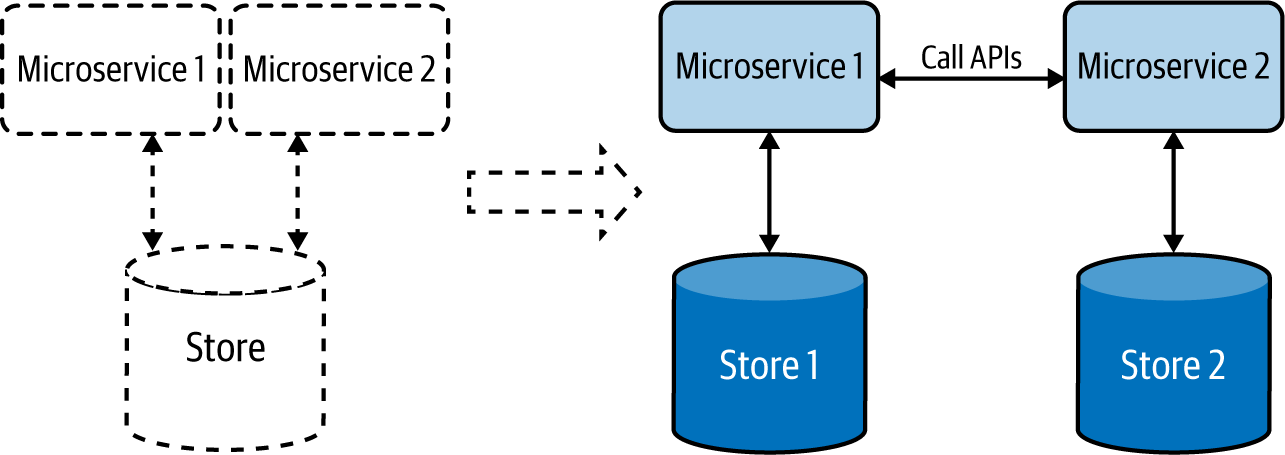 Microservice 1
Microservice 2
Store
Microservice 1
Call APIs
Microservice 2
Store 1
Store 2